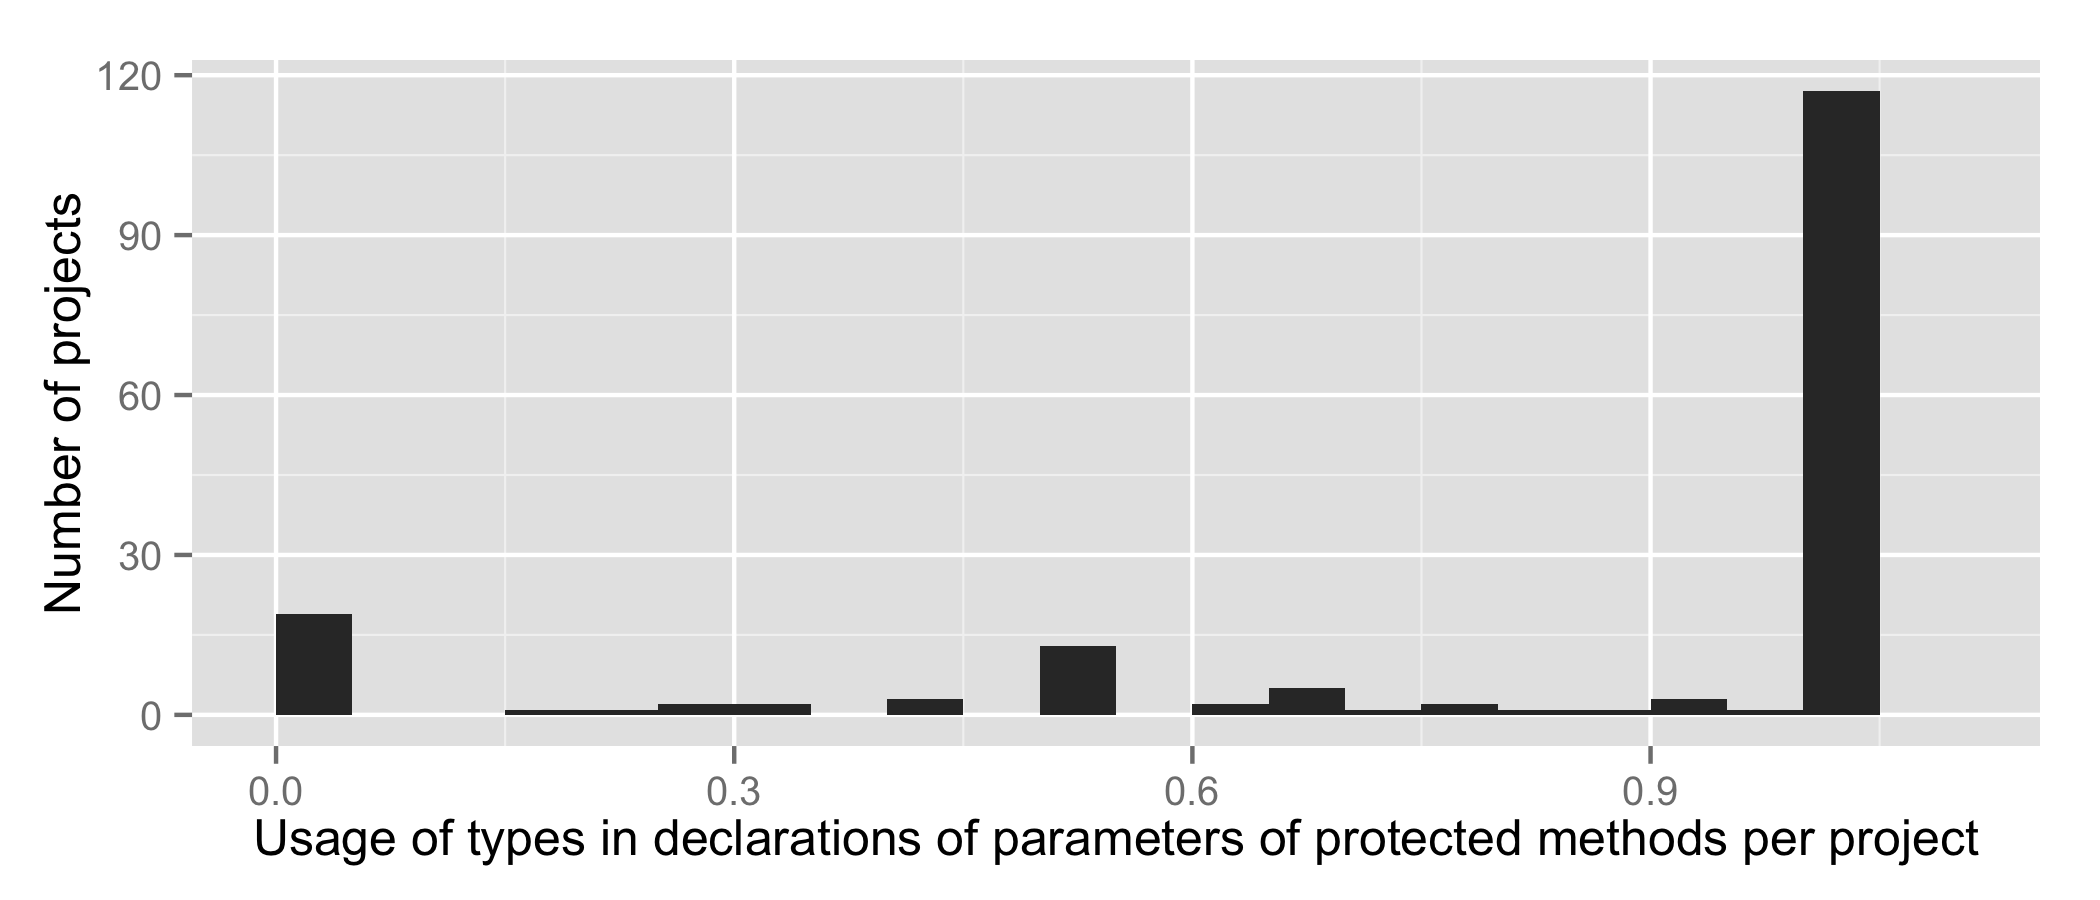 120
90
60
30
0
Number of projects
0.0 0.3 0.6 0.9
Usage of types in declarations of parameters of protected methods per project